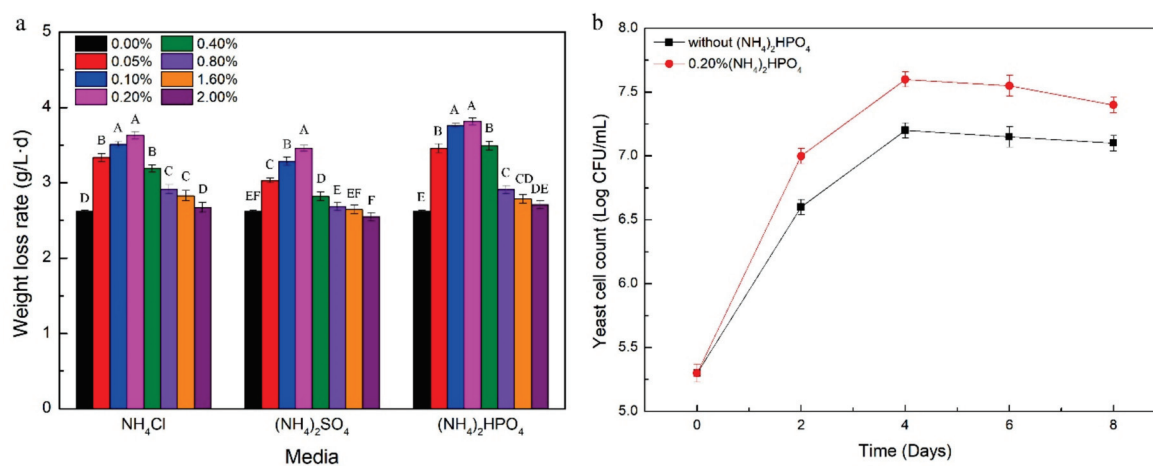 a
Weight loss rate (g/L·d)
5
4
3
2
1
0
0.00% 0.40%
0.05% 0.80%
0.10% 1.60%
0.20% 2.00%
D B A A B C C D
EF C B A D E EF F
E B A A B C CD DE
NH₄Cl (NH₄)₂SO₄ (NH₄)₂HPO₄
Media
b
Yeast cell count (Log CFU/mL)
8.0
7.5
7.0
6.5
6.0
5.5
5.0
without (NH₄)₂HPO₄
0.20%(NH₄)₂HPO₄
0 2 4 6 8
Time (Days)